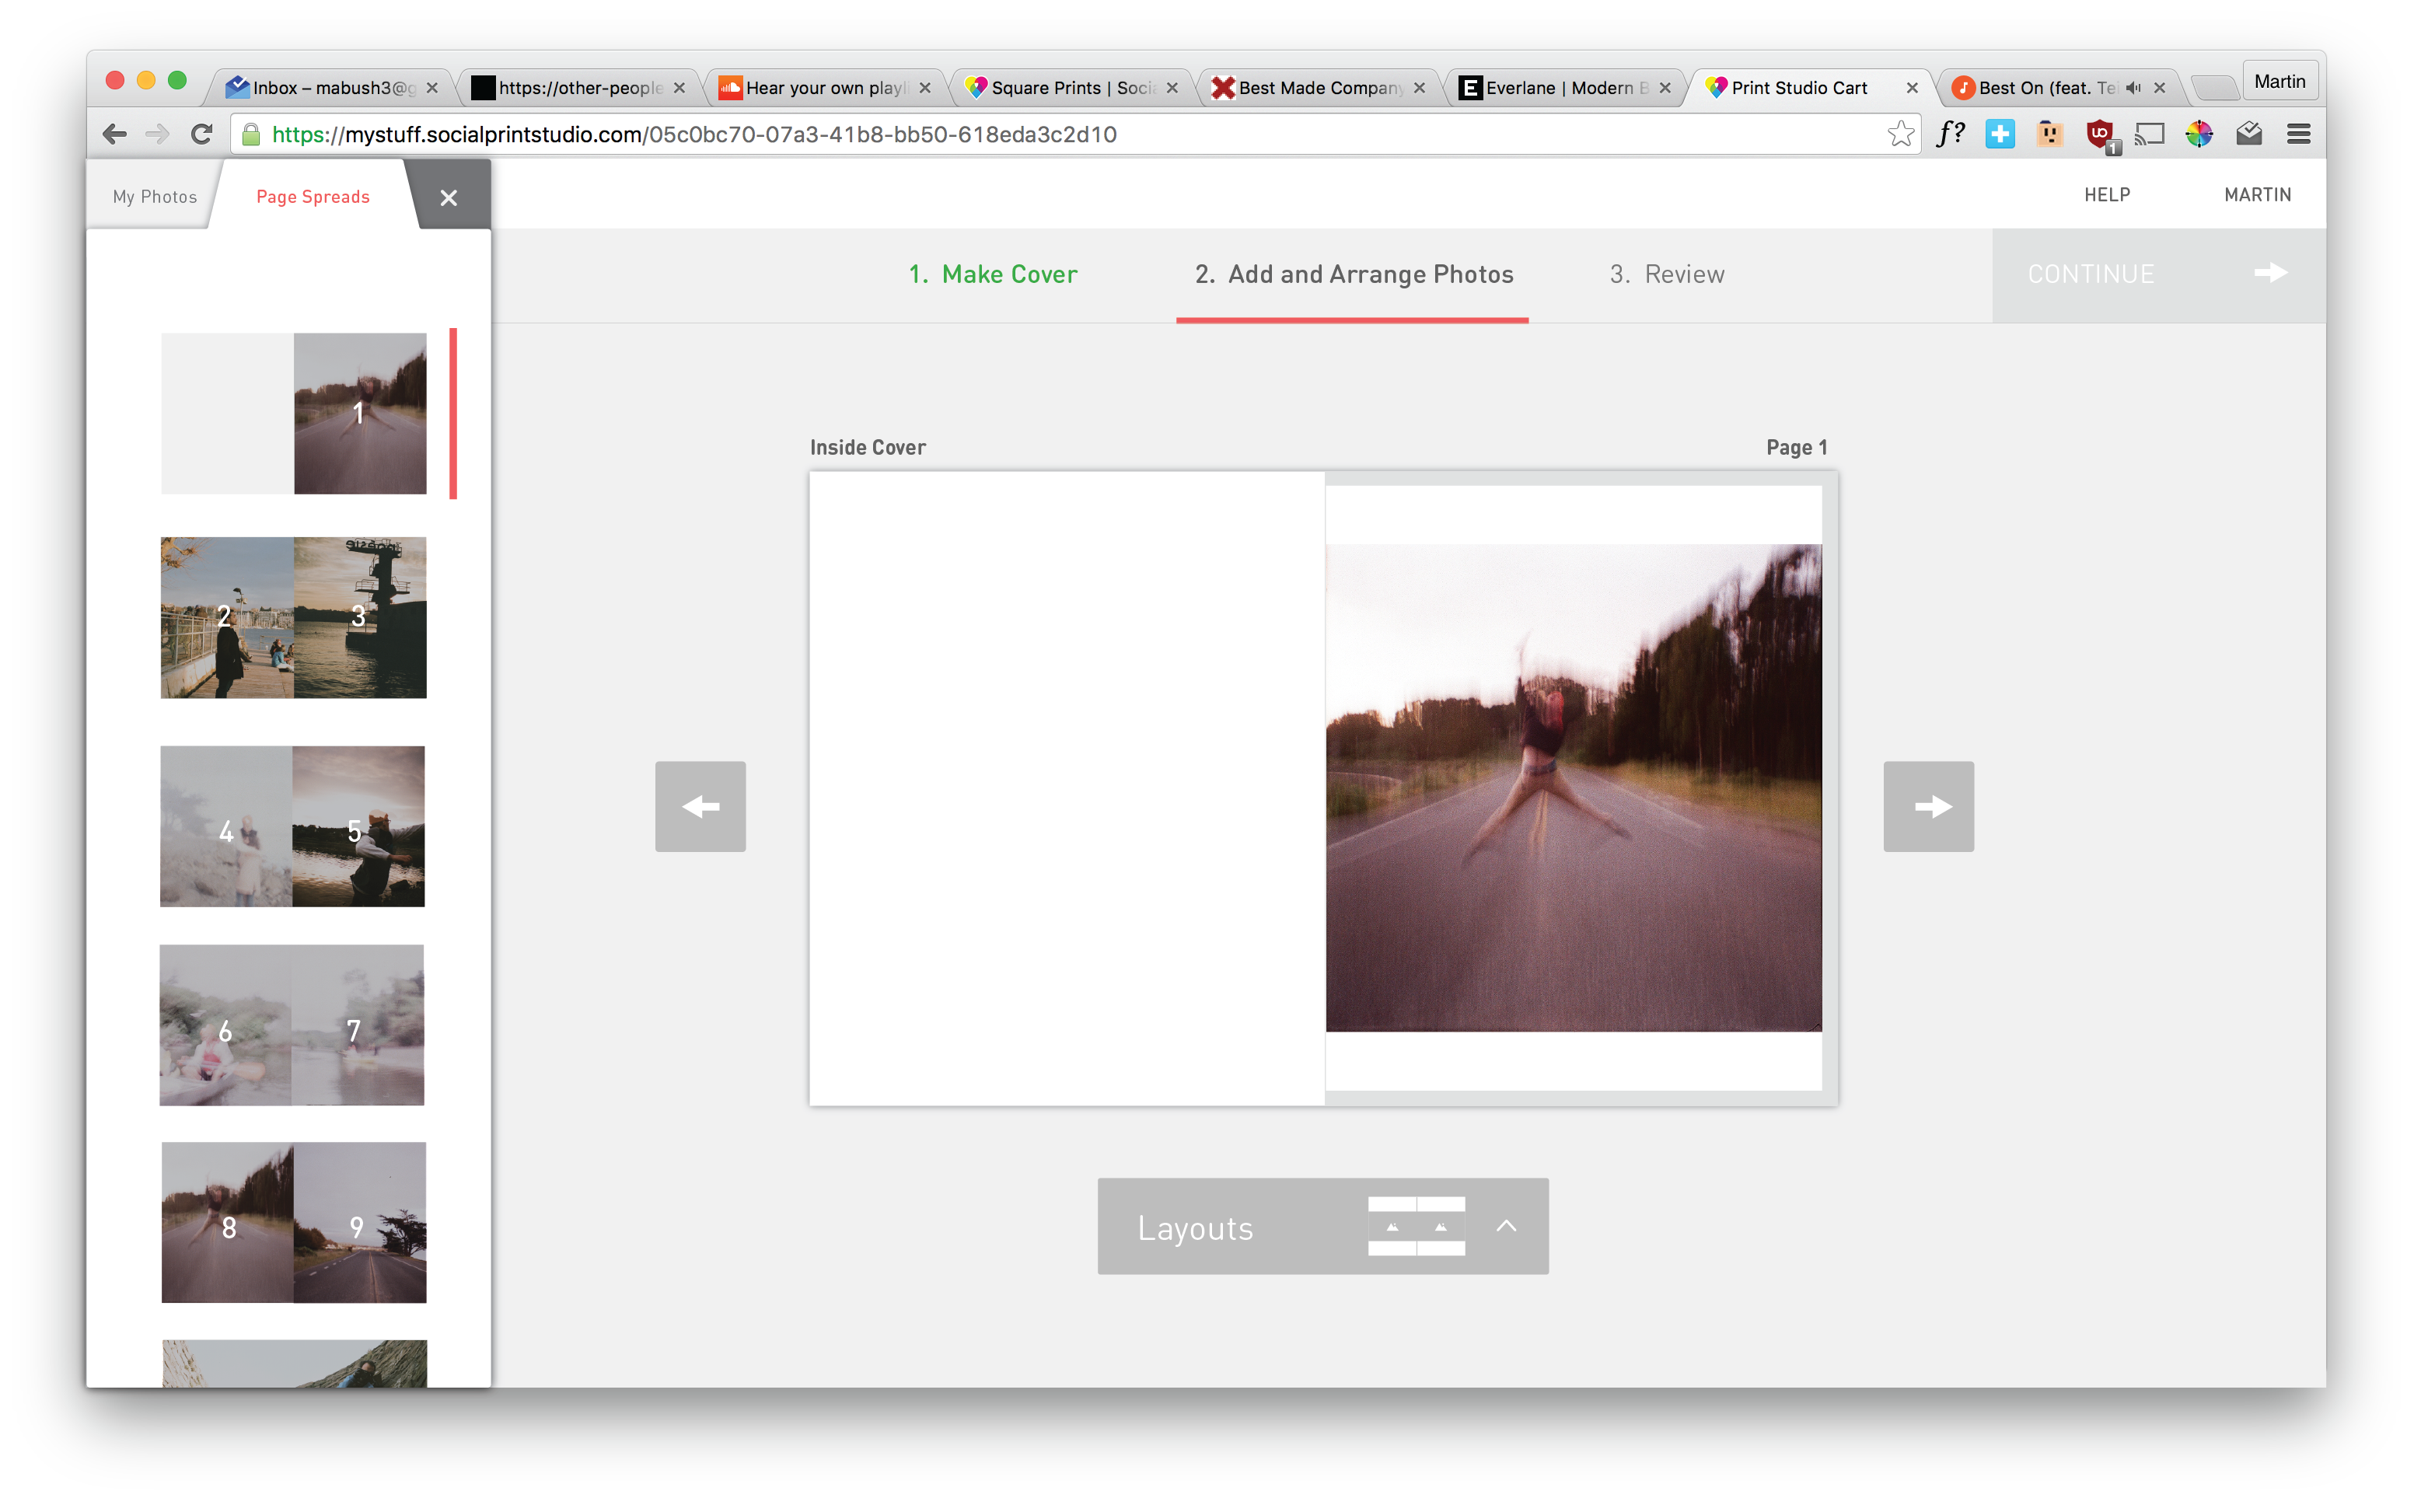 Inbox – mabush3@g
https://other-people
Hear your own playl
Square Prints | Socia
Best Made Company
Everlane | Modern B
Print Studio Cart
Best On (feat. Tei
Martin
https://mystuff.socialprintstudio.com/05c0bc70-07a3-41b8-bb50-618eda3c2d10
f?
1
My Photos
Page Spreads
HELP
MARTIN
1. Make Cover
2. Add and Arrange Photos
3. Review
CONTINUE
1
2
3
4
5
6
7
8
9
Inside Cover
Page 1
Layouts